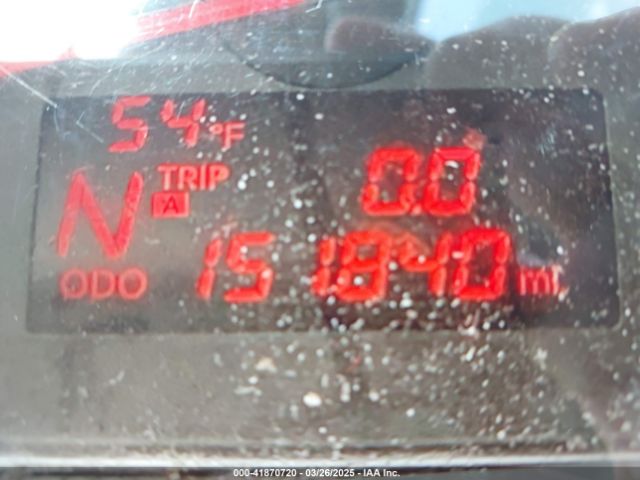 54°F
N TRIP A 0.0
ODO 151840 mi.
000-41870720 - 03/26/2025 - IAA Inc.